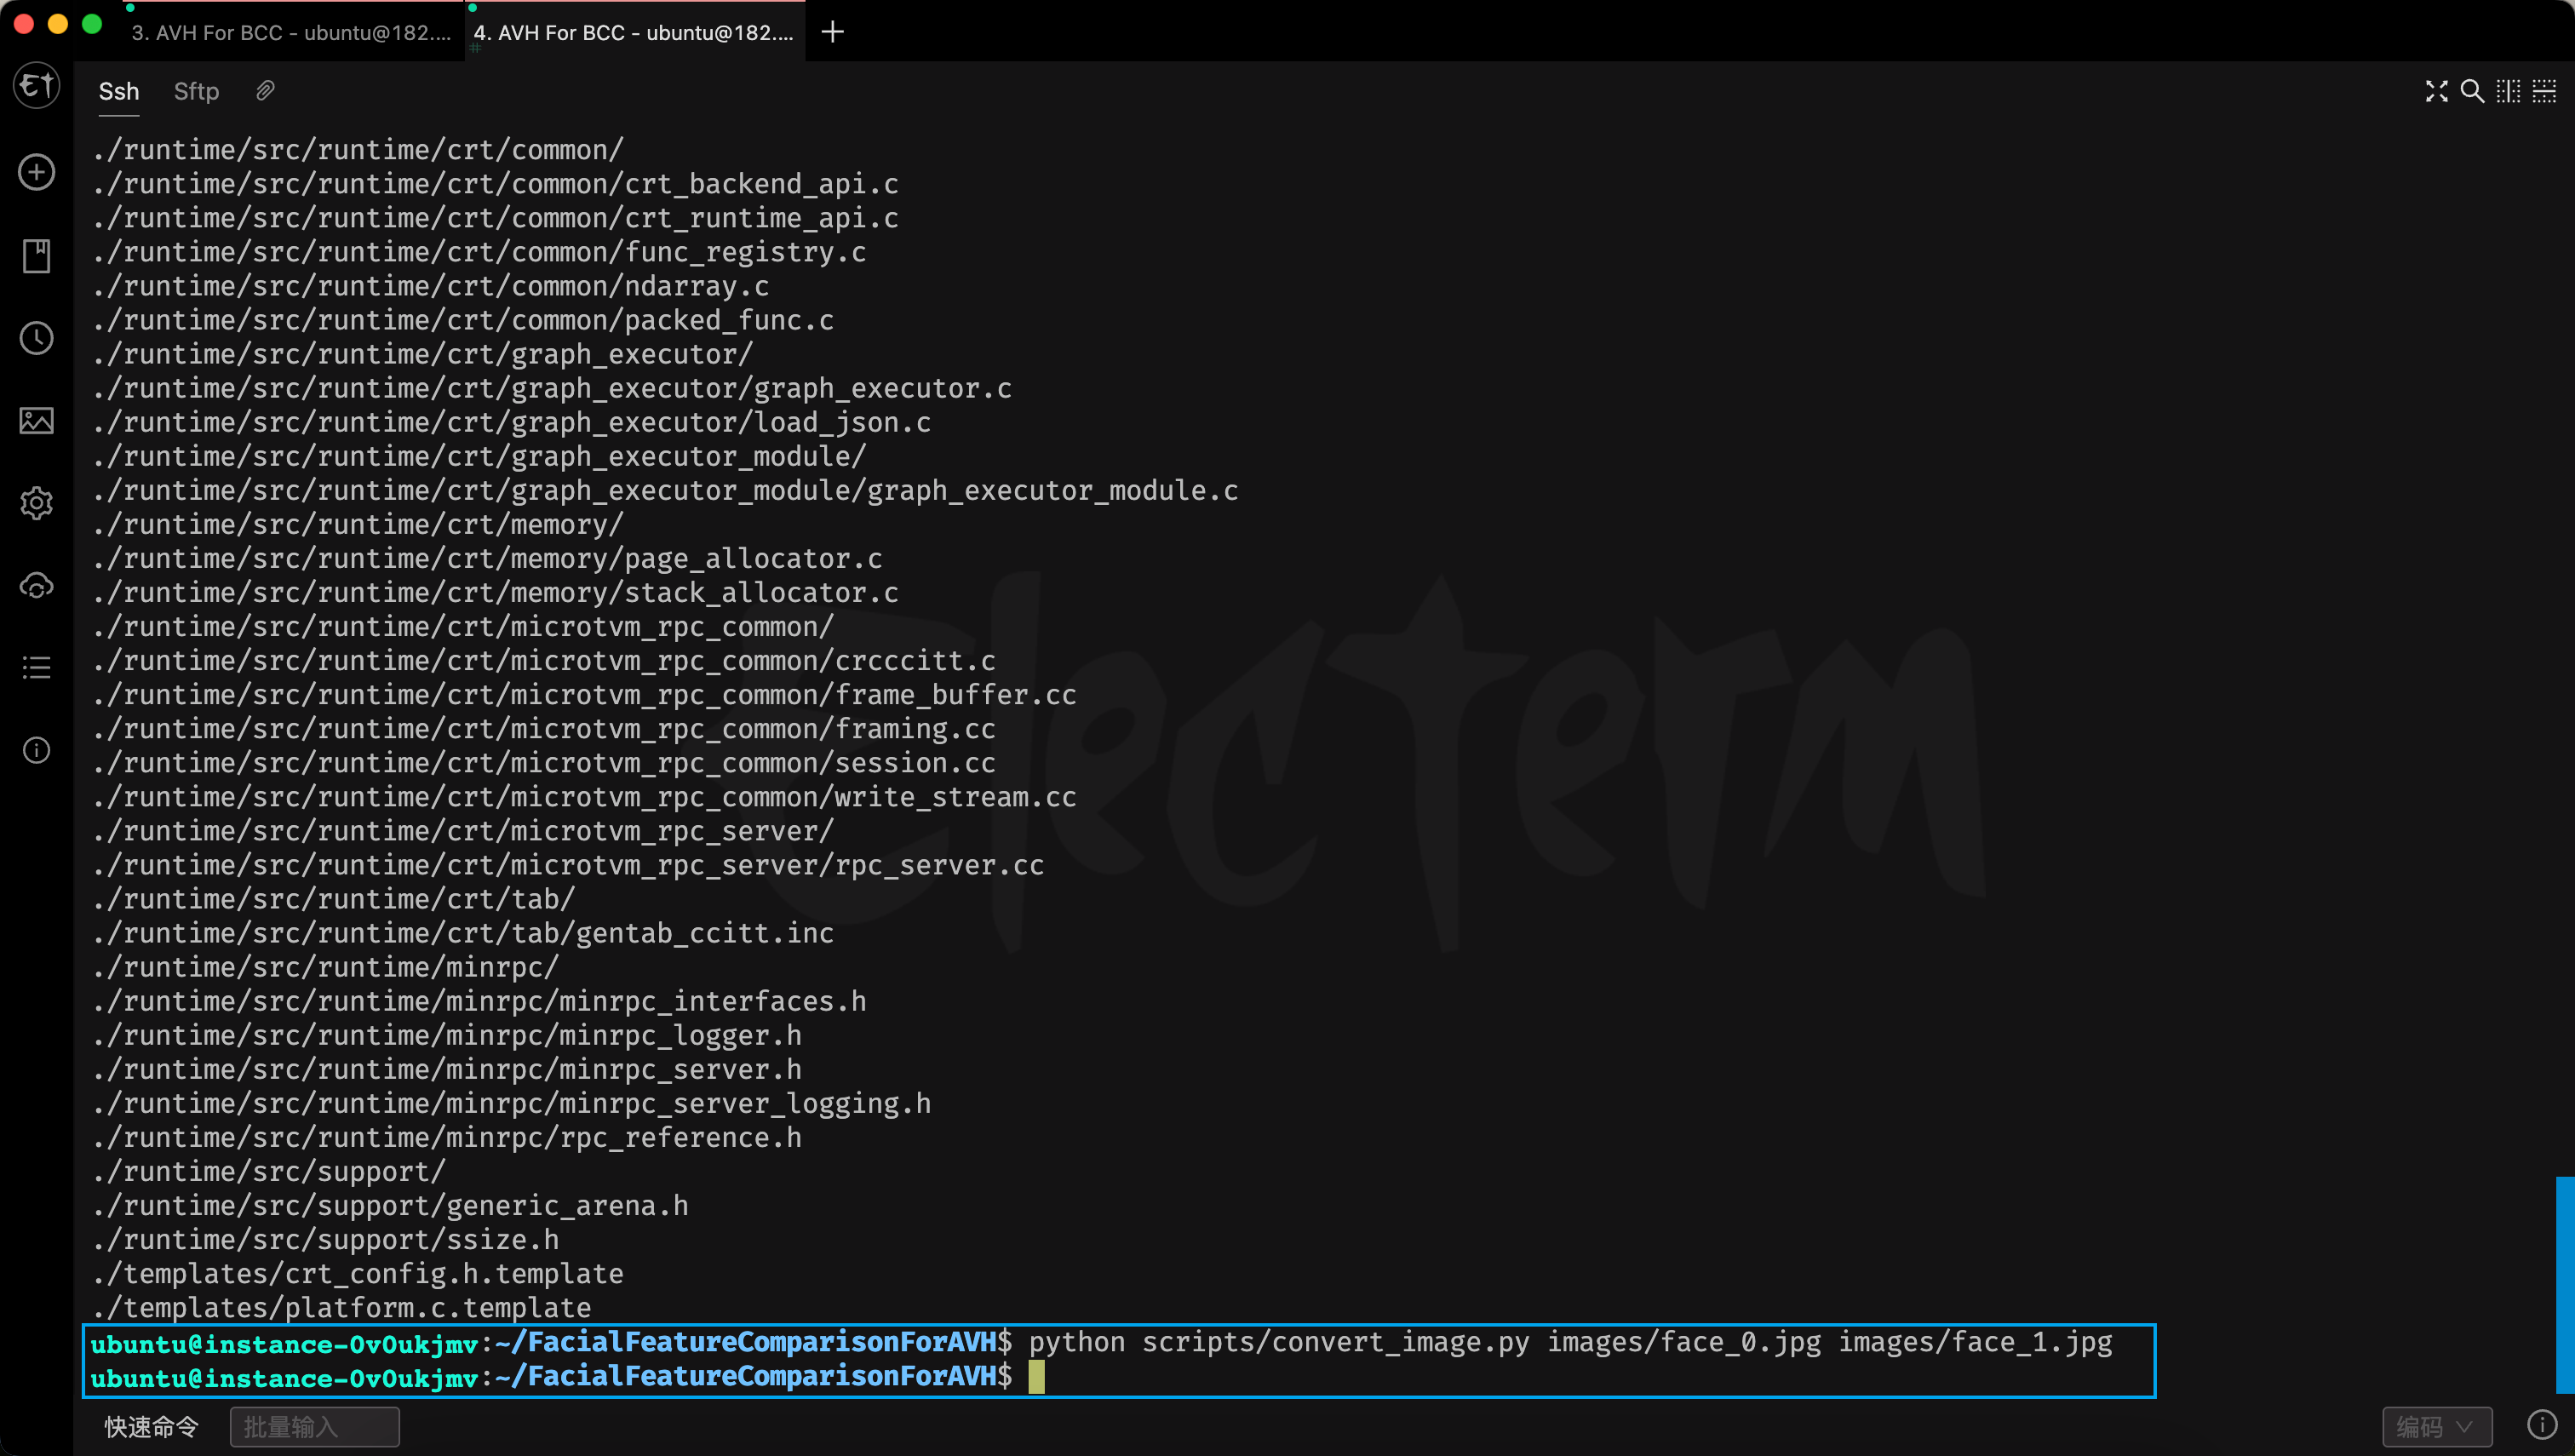 3. AVH For BCC - ubuntu@182....
4. AVH For BCC - ubuntu@182....
#
Et
Ssh
Sftp
./runtime/src/runtime/crt/common/
./runtime/src/runtime/crt/common/crt_backend_api.c
./runtime/src/runtime/crt/common/crt_runtime_api.c
./runtime/src/runtime/crt/common/func_registry.c
./runtime/src/runtime/crt/common/ndarray.c
./runtime/src/runtime/crt/common/packed_func.c
./runtime/src/runtime/crt/graph_executor/
./runtime/src/runtime/crt/graph_executor/graph_executor.c
./runtime/src/runtime/crt/graph_executor/load_json.c
./runtime/src/runtime/crt/graph_executor_module/
./runtime/src/runtime/crt/graph_executor_module/graph_executor_module.c
./runtime/src/runtime/crt/memory/
./runtime/src/runtime/crt/memory/page_allocator.c
./runtime/src/runtime/crt/memory/stack_allocator.c
./runtime/src/runtime/crt/microtvm_rpc_common/
./runtime/src/runtime/crt/microtvm_rpc_common/crcccitt.c
./runtime/src/runtime/crt/microtvm_rpc_common/frame_buffer.cc
./runtime/src/runtime/crt/microtvm_rpc_common/framing.cc
./runtime/src/runtime/crt/microtvm_rpc_common/session.cc
./runtime/src/runtime/crt/microtvm_rpc_common/write_stream.cc
./runtime/src/runtime/crt/microtvm_rpc_server/
./runtime/src/runtime/crt/microtvm_rpc_server/rpc_server.cc
./runtime/src/runtime/crt/tab/
./runtime/src/runtime/crt/tab/gentab_ccitt.inc
./runtime/src/runtime/minrpc/
./runtime/src/runtime/minrpc/minrpc_interfaces.h
./runtime/src/runtime/minrpc/minrpc_logger.h
./runtime/src/runtime/minrpc/minrpc_server.h
./runtime/src/runtime/minrpc/minrpc_server_logging.h
./runtime/src/runtime/minrpc/rpc_reference.h
./runtime/src/support/
./runtime/src/support/generic_arena.h
./runtime/src/support/ssize.h
./templates/crt_config.h.template
./templates/platform.c.template
ubuntu@instance-0v0ukjmv:~/FacialFeatureComparisonForAVH$ python scripts/convert_image.py images/face_0.jpg images/face_1.jpg
ubuntu@instance-0v0ukjmv:~/FacialFeatureComparisonForAVH$
Electerm
快速命令
批量输入
编码